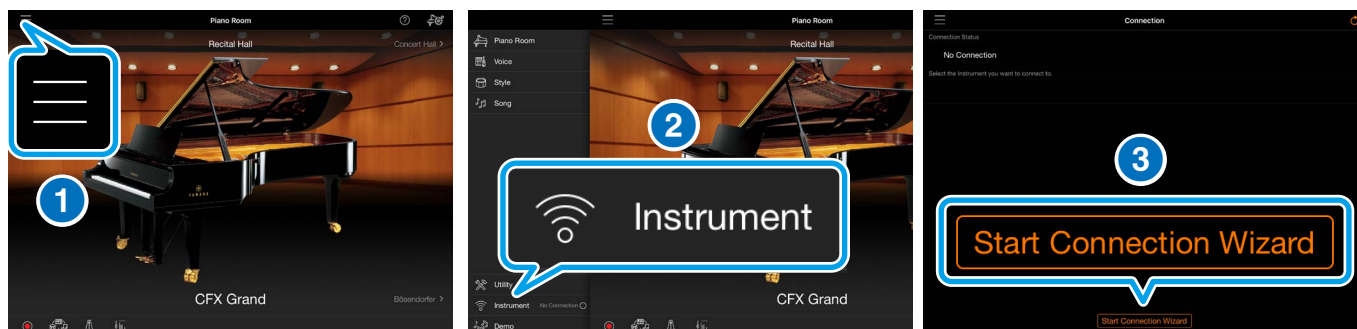 Piano Room
Recital Hall
Concert Hall >
1
YAMAHA
CFX Grand
Bösendorfer >
Piano Room
Piano Room
Voice
Style
Song
Recital Hall
2
Instrument
Utility
Instrument No Connection
Demo
CFX Grand
Connection
Connection Status
No Connection
Select the instrument you want to connect to.
3
Start Connection Wizard
Start Connection Wizard